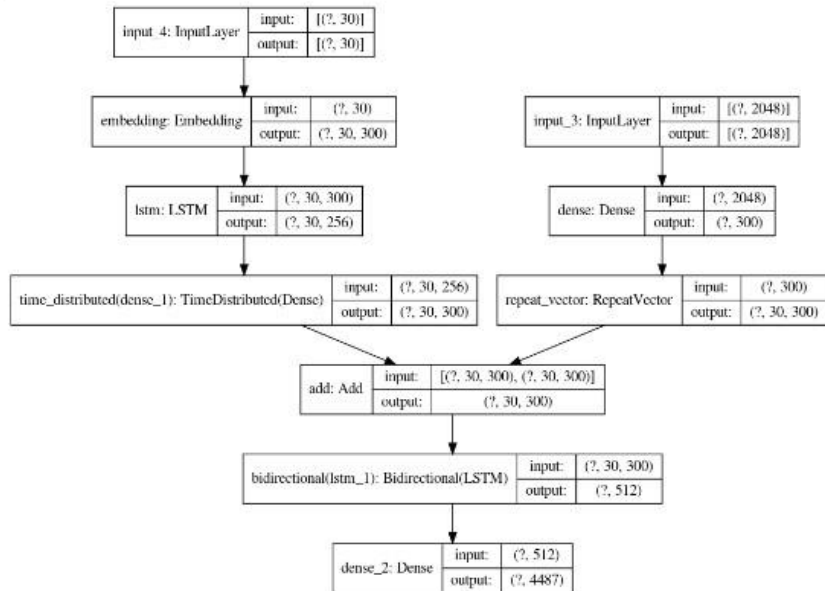 input_4: InputLayer
input: [(?, 30)]
output: [(?, 30)]
embedding: Embedding
input: (?, 30)
output: (?, 30, 300)
input_3: InputLayer
input: [(?, 2048)]
output: [(?, 2048)]
lstm: LSTM
input: (?, 30, 300)
output: (?, 30, 256)
dense: Dense
input: (?, 2048)
output: (?, 300)
time_distributed(dense_1): TimeDistributed(Dense)
input: (?, 30, 256)
output: (?, 30, 300)
repeat_vector: RepeatVector
input: (?, 300)
output: (?, 30, 300)
add: Add
input: [(?, 30, 300), (?, 30, 300)]
output: (?, 30, 300)
bidirectional(lstm_1): Bidirectional(LSTM)
input: (?, 30, 300)
output: (?, 512)
dense_2: Dense
input: (?, 512)
output: (?, 4487)